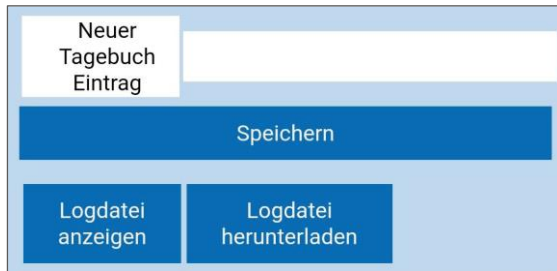 Neuer
Tagebuch
Eintrag
Speichern
Logdatei
anzeigen
Logdatei
herunterladen